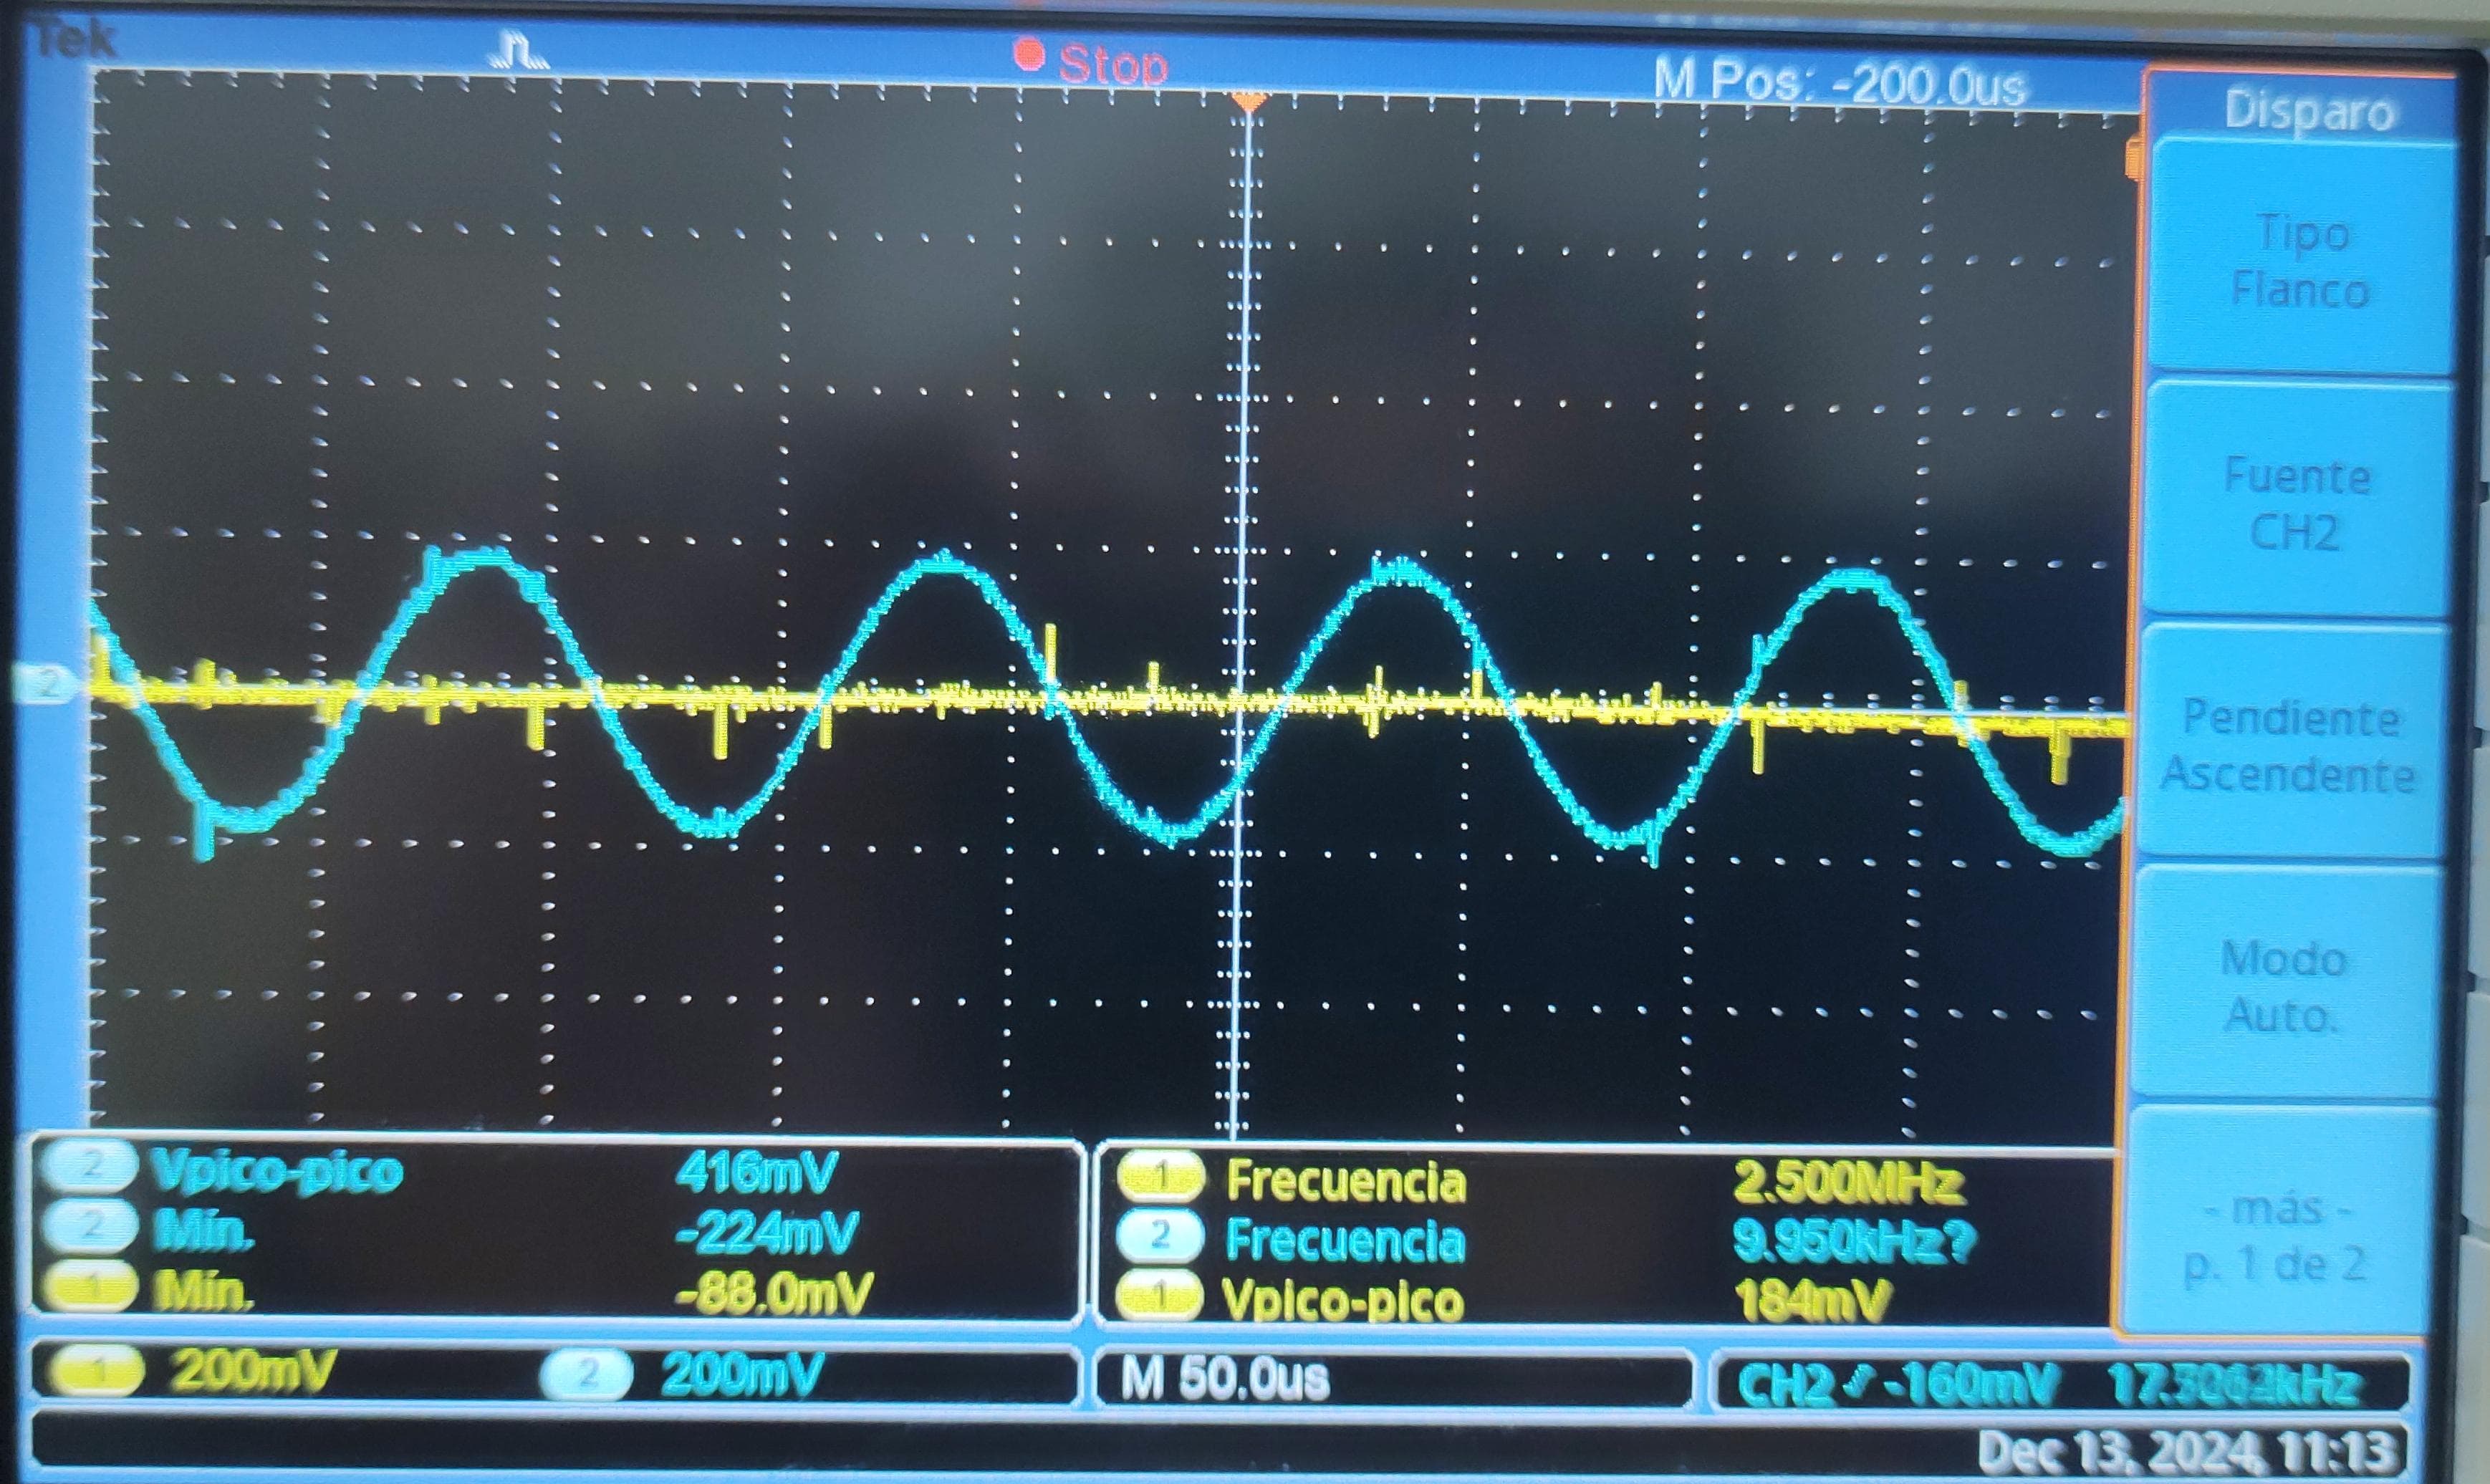 Tek
Stop
M Pos: -200.0us
Disparo
Tipo
Flanco
Fuente
CH2
Pendiente
Ascendente
Modo
Auto.
- más -
p. 1 de 2
2
2 Vpico-pico 416mV
2 Mín. -224mV
1 Mín. -88.0mV
1 Frecuencia 2.500MHz
2 Frecuencia 9.950kHz?
1 Vpico-pico 184mV
1 200mV 2 200mV
M 50.0us
CH2 -160mV
Dec 13, 2024, 11:13